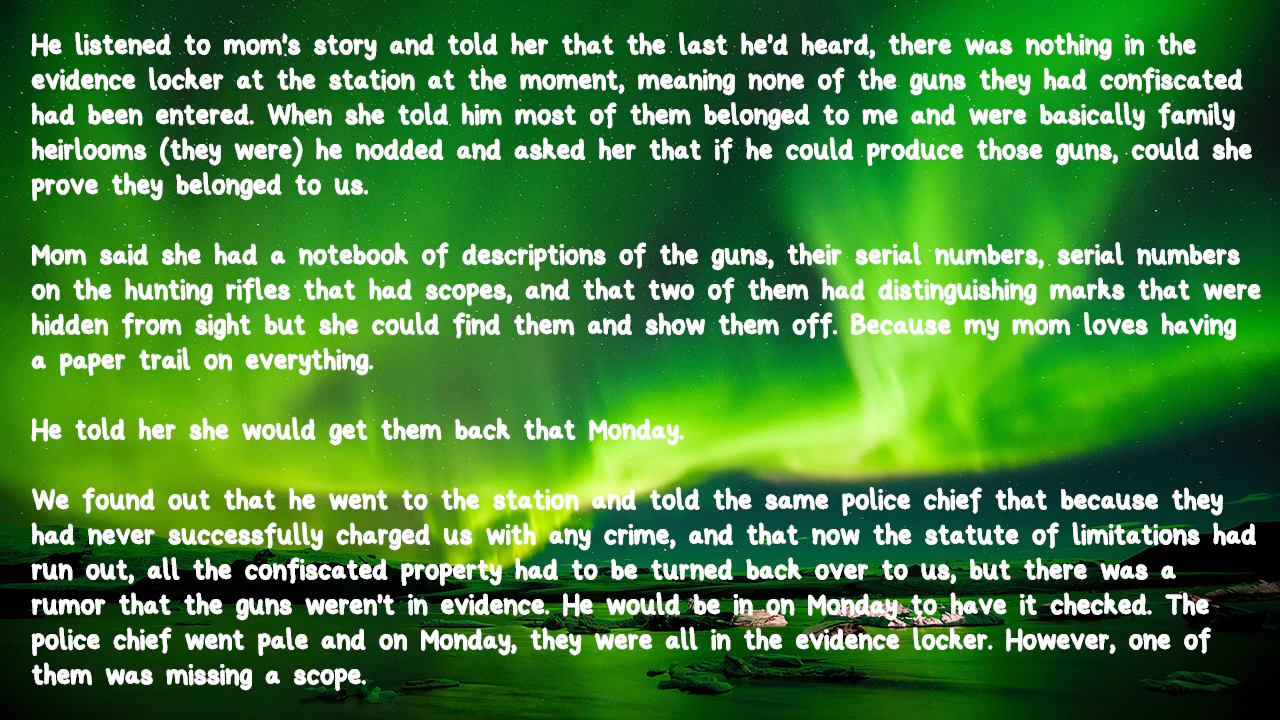 He listened to mom's story and told her that the last he'd heard, there was nothing in the
evidence locker at the station at the moment, meaning none of the guns they had confiscated
had been entered. When she told him most of them belonged to me and were basically family
heirlooms (they were) he nodded and asked her that if he could produce those guns, could she
prove they belonged to us.
Mom said she had a notebook of descriptions of the guns, their serial numbers, serial numbers
on the hunting rifles that had scopes, and that two of them had distinguishing marks that were
hidden from sight but she could find them and show them off. Because my mom loves having
a paper trail on everything.
He told her she would get them back that Monday.
We found out that he went to the station and told the same police chief that because they
had never successfully charged us with any crime, and that now the statute of limitations had
run out, all the confiscated property had to be turned back over to us, but there was a
rumor that the guns weren't in evidence. He would be in on Monday to have it checked. The
police chief went pale and on Monday, they were all in the evidence locker. However, one of
them was missing a scope.